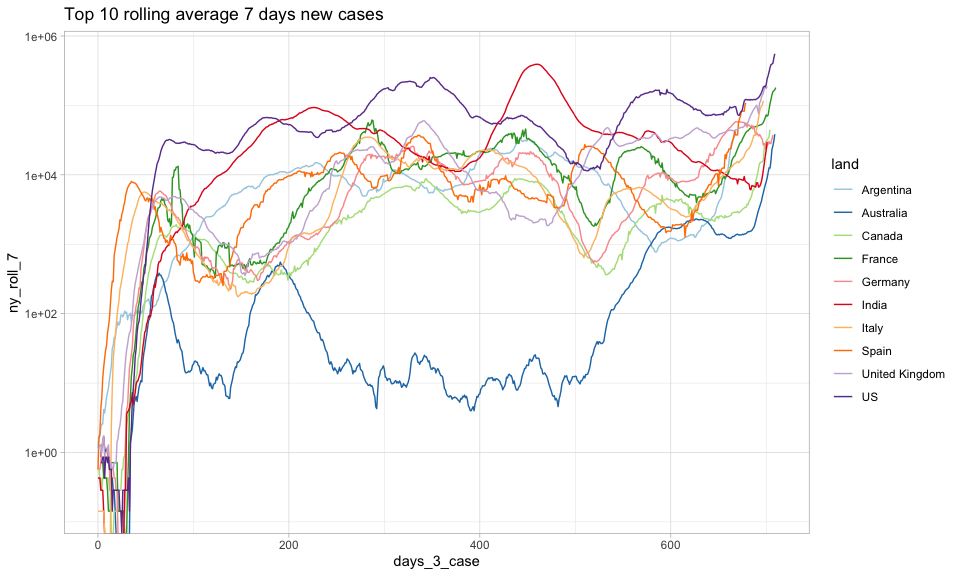 Top 10 rolling average 7 days new cases
1e+06
1e+04
1e+02
1e+00
ny_roll_7
0
200
400
600
days_3_case
land
Argentina
Australia
Canada
France
Germany
India
Italy
Spain
United Kingdom
US